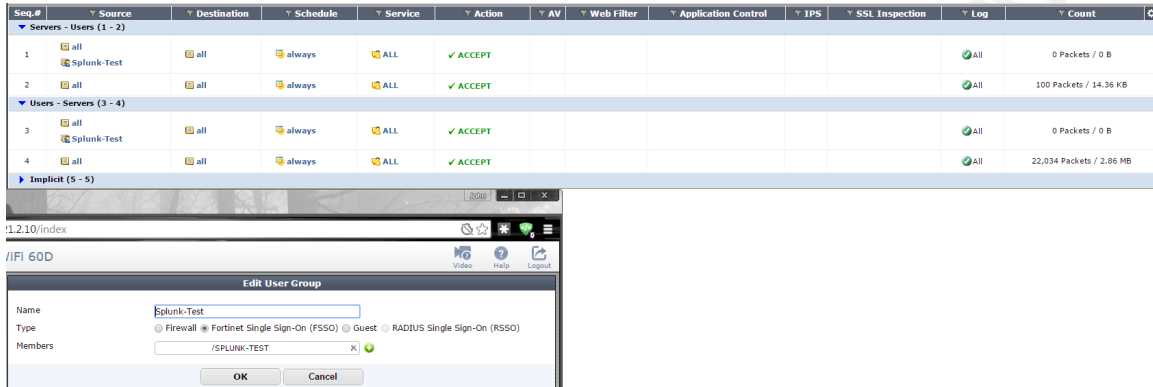 Seq.# Source Destination Schedule Service Action AV Web Filter Application Control IPS SSL Inspection Log Count
Servers - Users (1 - 2)
1 all Splunk-Test all always ALL ACCEPT All 0 Packets / 0 B
2 all all always ALL ACCEPT All 100 Packets / 14.36 KB
Users - Servers (3 - 4)
3 all Splunk-Test all always ALL ACCEPT All 0 Packets / 0 B
4 all all always ALL ACCEPT All 22,034 Packets / 2.86 MB
Implicit (5 - 5)
John
21.2.10/index
/iFi 60D
Video Help Logout
Edit User Group
Name Splunk-Test
Type Firewall Fortinet Single Sign-On (FSSO) Guest RADIUS Single Sign-On (RSSO)
Members /SPLUNK-TEST
OK Cancel